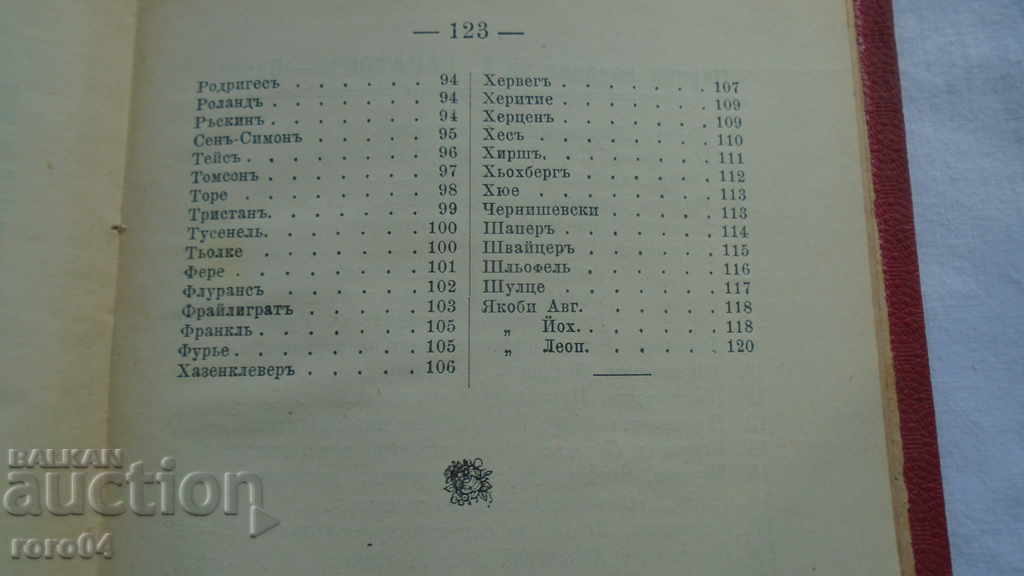 — 123 —
Родригесъ . . . . . . 94
Роландъ . . . . . . . 94
Ръскинъ . . . . . . . 94
Сенъ-Симонъ . . . . . 95
Тейсъ . . . . . . . . 96
Томсонъ . . . . . . . 97
Торе . . . . . . . . 98
Тристанъ. . . . . . . 99
Тусенель. . . . . . . 100
Тьолке . . . . . . . 100
Фере . . . . . . . . 101
Флурансъ . . . . . . 102
Фрайлигратъ . . . . . 103
Франкль . . . . . . . 105
Фурье. . . . . . . . 105
Хазенклеверъ . . . . . 106
Хервегъ . . . . . . . 107
Херитие . . . . . . . 109
Херценъ . . . . . . . 109
Хесъ . . . . . . . . 110
Хиршъ. . . . . . . . 111
Хьохбергъ . . . . . . 112
Хюе . . . . . . . . 113
Чернишевски . . . . . 113
Шаперъ . . . . . . . 114
Швайцеръ . . . . . . 115
Шльофель . . . . . . 116
Шулце . . . . . . . 117
Якоби Авг. . . . . . 118
„ Йох. . . . . . 118
„ Леоп. . . . . . 120
BALKAN
auction
roro04